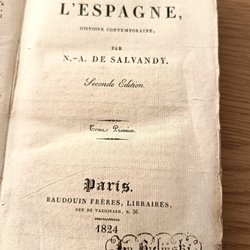 L'ESPAGNE,
HISTOIRE CONTEMPORAINE;
PAR
N.-A. DE SALVANDY.
Seconde Édition.
Tome Premier.
Paris.
BAUDOUIN FRÈRES, LIBRAIRES,
RUE DE VAUGIRARD, N. 36.
1824